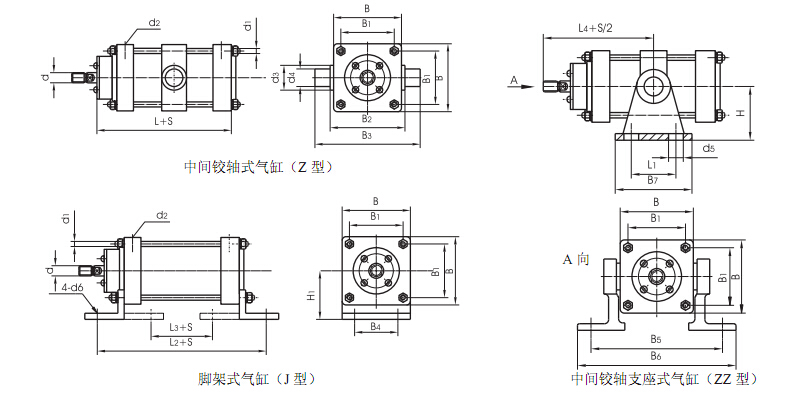 d2
d1
B
B1
d
d3
d4
B1
B
L+S
B2
B3
中间铰轴式气缸（Z 型）
L4+S/2
A
H
d5
L1
B7
d1
d2
B
B1
d
4-d6
H1
B1
B
L3+S
L2+S
B4
脚架式气缸（J 型）
A 向
B
B1
B1
B
B5
B6
中间铰轴支座式气缸（ZZ 型）